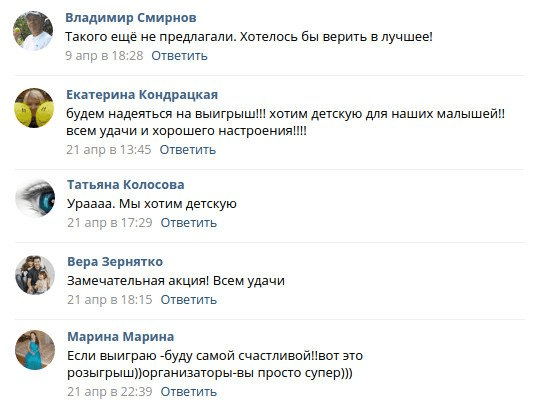 Владимир Смирнов
Такого ещё не предлагали. Хотелось бы верить в лучшее!
9 апр в 18:28 Ответить
Екатерина Кондрацкая
будем надеяться на выигрыш!!! хотим детскую для наших малышей!!
всем удачи и хорошего настроения!!!!
21 апр в 13:45 Ответить
Татьяна Колосова
Ураааа. Мы хотим детскую
21 апр в 17:29 Ответить
Вера Зернятко
Замечательная акция! Всем удачи
21 апр в 18:15 Ответить
Марина Марина
Если выиграю -буду самой счастливой!!вот это
розыгрыш))организаторы-вы просто супер)))
21 апр в 22:39 Ответить